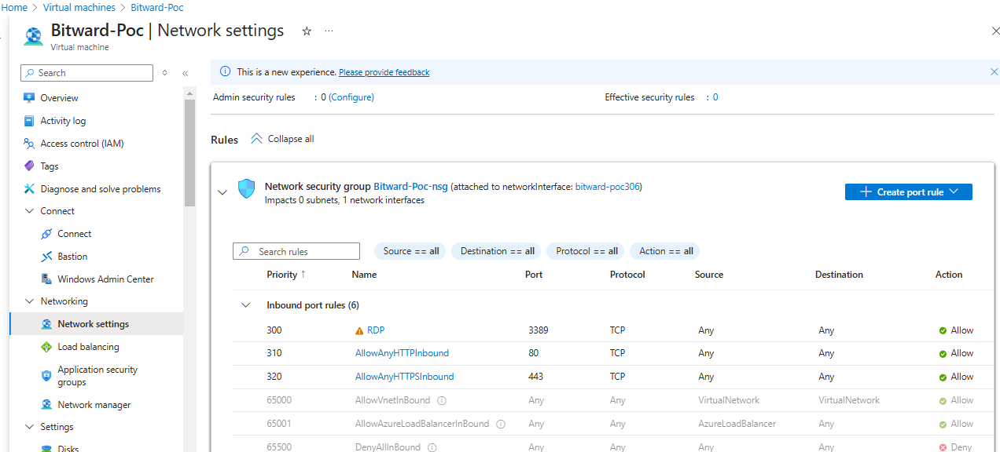 Home > Virtual machines > Bitward-Poc
Bitward-Poc | Network settings
Virtual machine
Search
Overview
Activity log
Access control (IAM)
Tags
Diagnose and solve problems
Connect
Connect
Bastion
Windows Admin Center
Networking
Network settings
Load balancing
Application security
groups
Network manager
Settings
Disks
This is a new experience. Please provide feedback
Admin security rules : 0 (Configure) Effective security rules : 0
Rules Collapse all
Network security group Bitward-Poc-nsg (attached to networkInterface: bitward-poc306)
Impacts 0 subnets, 1 network interfaces
Create port rule
Search rules Source == all Destination == all Protocol == all Action == all
Priority ↑ Name Port Protocol Source Destination Action
Inbound port rules (6)
300 RDP 3389 TCP Any Any Allow
310 AllowAnyHTTPInbound 80 TCP Any Any Allow
320 AllowAnyHTTPSInbound 443 TCP Any Any Allow
65000 AllowVnetInBound Any Any VirtualNetwork VirtualNetwork Allow
65001 AllowAzureLoadBalancerInBound Any Any AzureLoadBalancer Any Allow
65500 DenyAllInBound Any Any Any Any Deny